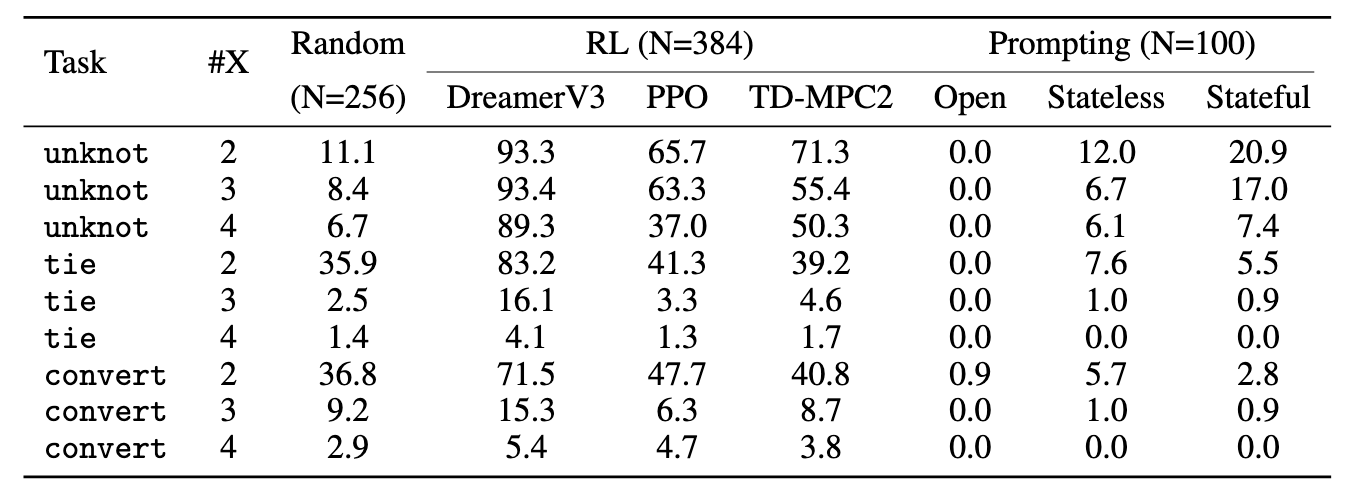 Task #X Random RL (N=384) Prompting (N=100)
(N=256) DreamerV3 PPO TD-MPC2 Open Stateless Stateful
unknot 2 11.1 93.3 65.7 71.3 0.0 12.0 20.9
unknot 3 8.4 93.4 63.3 55.4 0.0 6.7 17.0
unknot 4 6.7 89.3 37.0 50.3 0.0 6.1 7.4
tie 2 35.9 83.2 41.3 39.2 0.0 7.6 5.5
tie 3 2.5 16.1 3.3 4.6 0.0 1.0 0.9
tie 4 1.4 4.1 1.3 1.7 0.0 0.0 0.0
convert 2 36.8 71.5 47.7 40.8 0.9 5.7 2.8
convert 3 9.2 15.3 6.3 8.7 0.0 1.0 0.9
convert 4 2.9 5.4 4.7 3.8 0.0 0.0 0.0